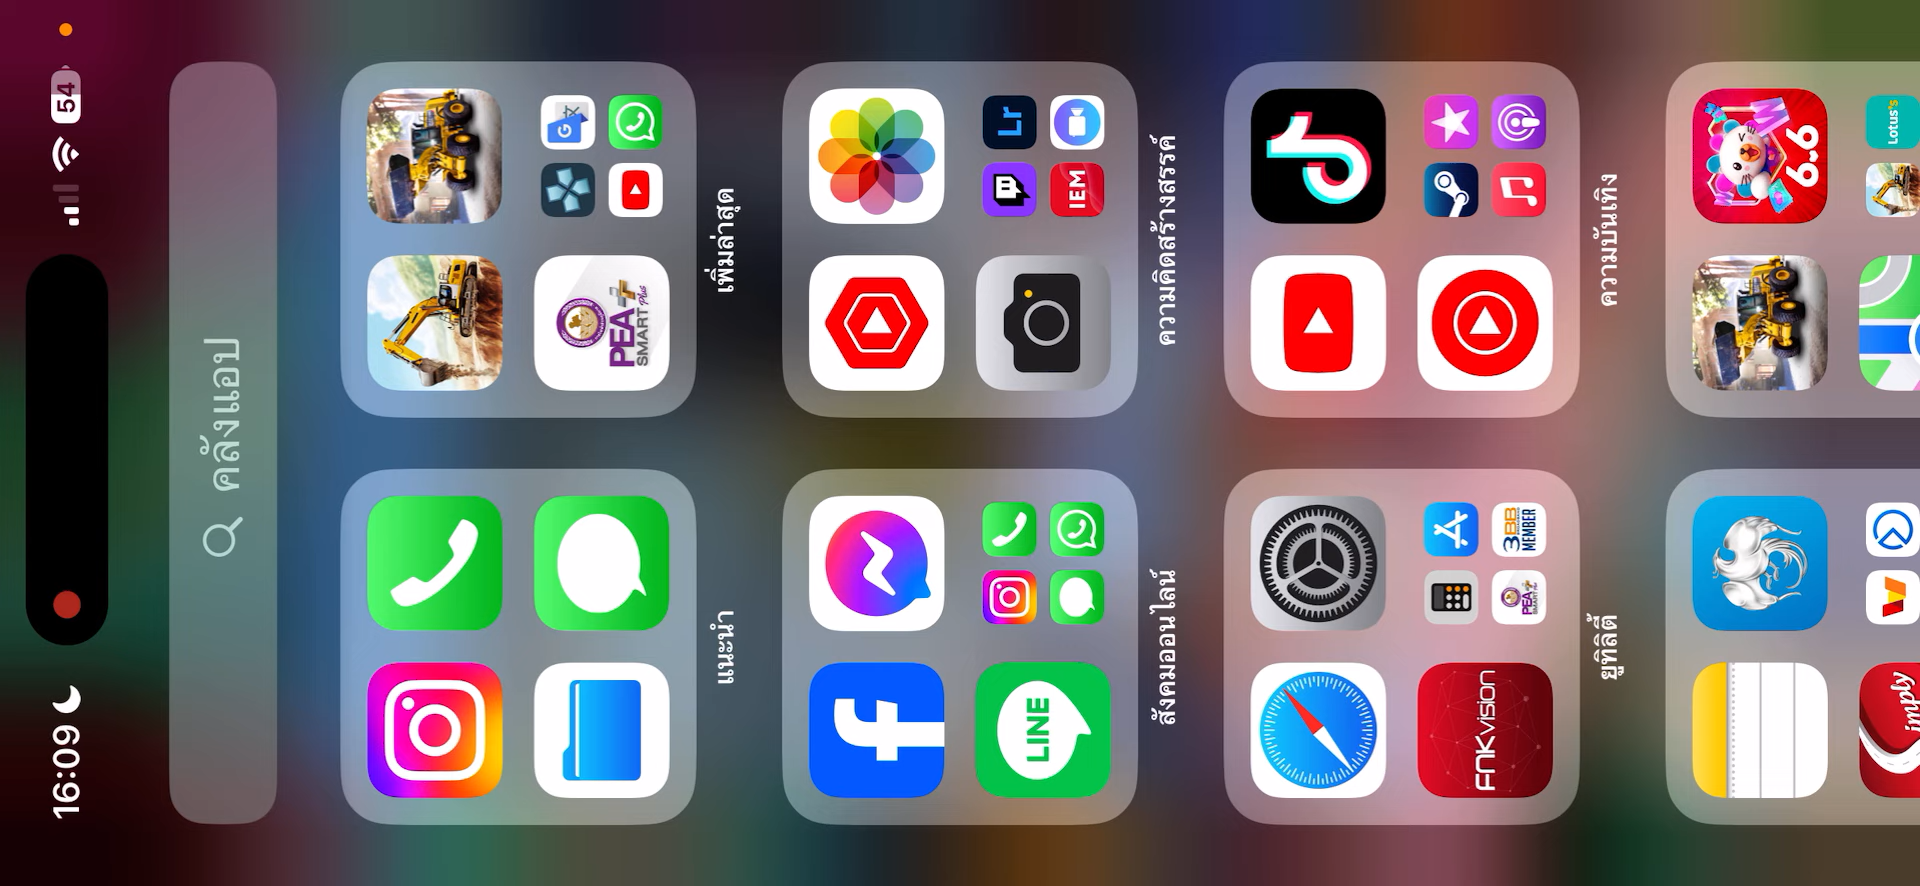 16:09
54
คลังแอป
แนะนำ
PEA
SMART Plus
เพิ่มล่าสุด
LINE
สังคมออนไลน์
Lr
IEM
ความคิดสร้างสรรค์
FNKvision
3BB
MEMBER
PEA
ยูทิลิตี้
ความบันเทิง
imply
6.6
Lotus's